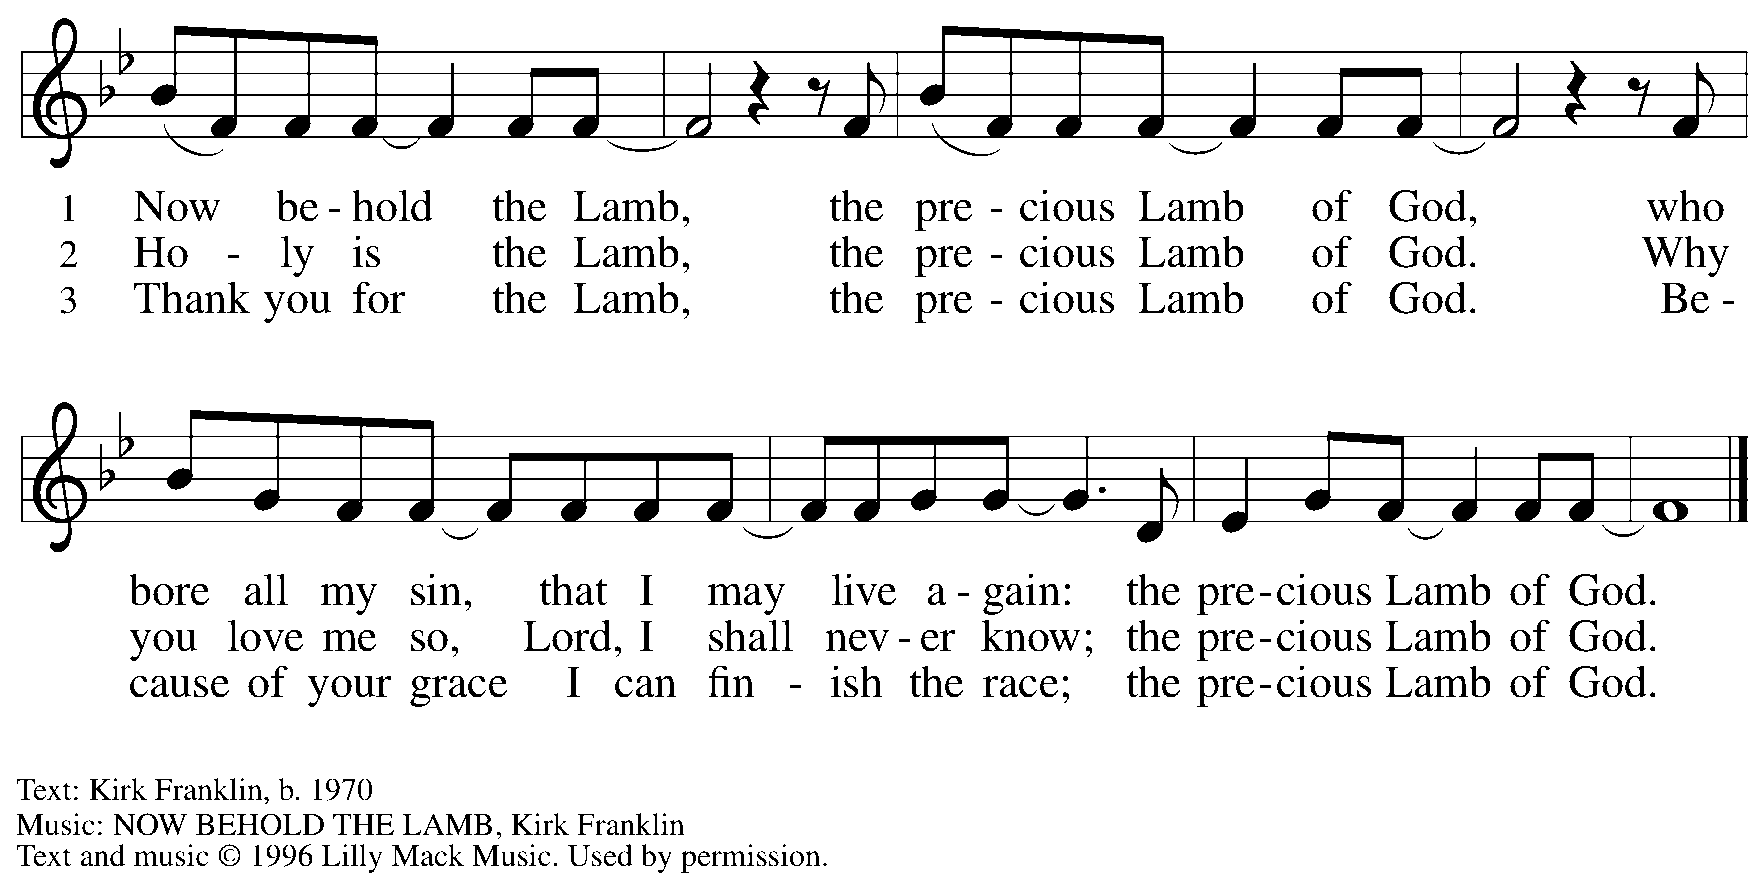 1 Now be - hold the Lamb, the pre - cious Lamb of God, who
2 Ho - ly is the Lamb, the pre - cious Lamb of God. Why
3 Thank you for the Lamb, the pre - cious Lamb of God. Be -
bore all my sin, that I may live a - gain: the pre - cious Lamb of God.
you love me so, Lord, I shall nev - er know; the pre - cious Lamb of God.
cause of your grace I can fin - ish the race; the pre - cious Lamb of God.
Text: Kirk Franklin, b. 1970
Music: NOW BEHOLD THE LAMB, Kirk Franklin
Text and music © 1996 Lilly Mack Music. Used by permission.